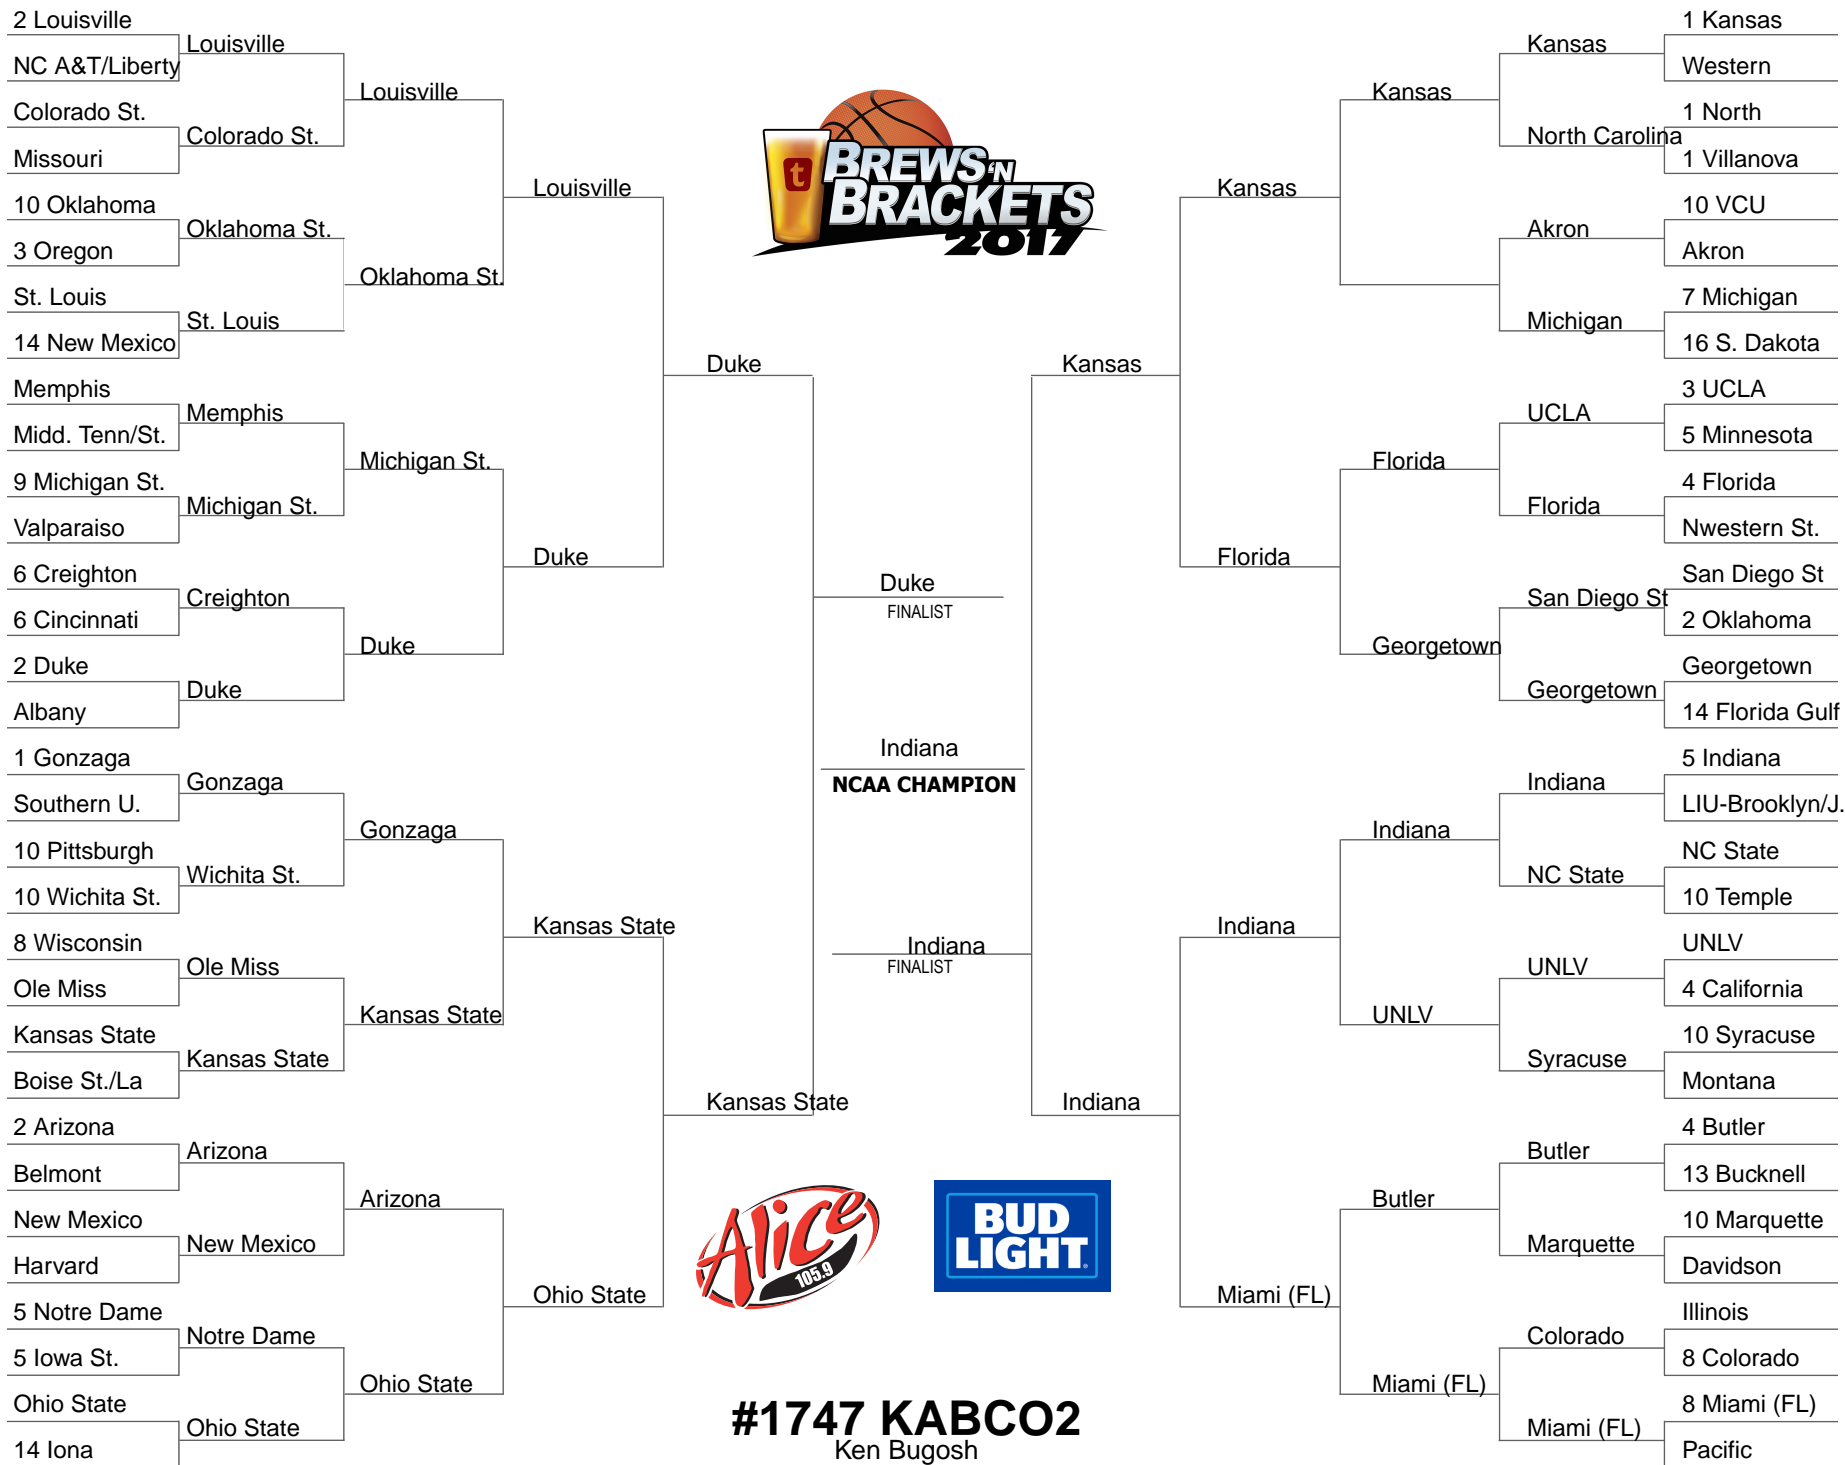 2 Louisville
NC A&T/Liberty
Colorado St.
Missouri
10 Oklahoma
3 Oregon
St. Louis
14 New Mexico
Memphis
Midd. Tenn/St.
9 Michigan St.
Valparaiso
6 Creighton
6 Cincinnati
2 Duke
Albany
1 Gonzaga
Southern U.
10 Pittsburgh
10 Wichita St.
8 Wisconsin
Ole Miss
Kansas State
Boise St./La
2 Arizona
Belmont
New Mexico
Harvard
5 Notre Dame
5 Iowa St.
Ohio State
14 Iona
Louisville
Colorado St.
Oklahoma St.
St. Louis
Memphis
Michigan St.
Creighton
Duke
Gonzaga
Wichita St.
Ole Miss
Kansas State
Arizona
New Mexico
Notre Dame
Ohio State
Louisville
Oklahoma St.
Michigan St.
Duke
Gonzaga
Kansas State
Arizona
Ohio State
Louisville
Duke
Kansas State
Ohio State
Duke
Kansas State
t
BREWS 'N
BRACKETS
2017
Duke
FINALIST
Indiana
NCAA CHAMPION
Indiana
FINALIST
Alice
105.9
BUD
LIGHT
#1747 KABCO2
Ken Bugosh
Kansas
Indiana
Kansas
Florida
Indiana
Miami (FL)
Kansas
Florida
Georgetown
Indiana
UNLV
Butler
Miami (FL)
Kansas
North Carolina
Akron
Michigan
UCLA
Florida
San Diego St
Georgetown
Indiana
NC State
UNLV
Syracuse
Butler
Marquette
Colorado
Miami (FL)
1 Kansas
Western
1 North
1 Villanova
10 VCU
Akron
7 Michigan
16 S. Dakota
3 UCLA
5 Minnesota
4 Florida
Nwestern St.
San Diego St
2 Oklahoma
Georgetown
14 Florida Gulf
5 Indiana
LIU-Brooklyn/J.
NC State
10 Temple
UNLV
4 California
10 Syracuse
Montana
4 Butler
13 Bucknell
10 Marquette
Davidson
Illinois
8 Colorado
8 Miami (FL)
Pacific